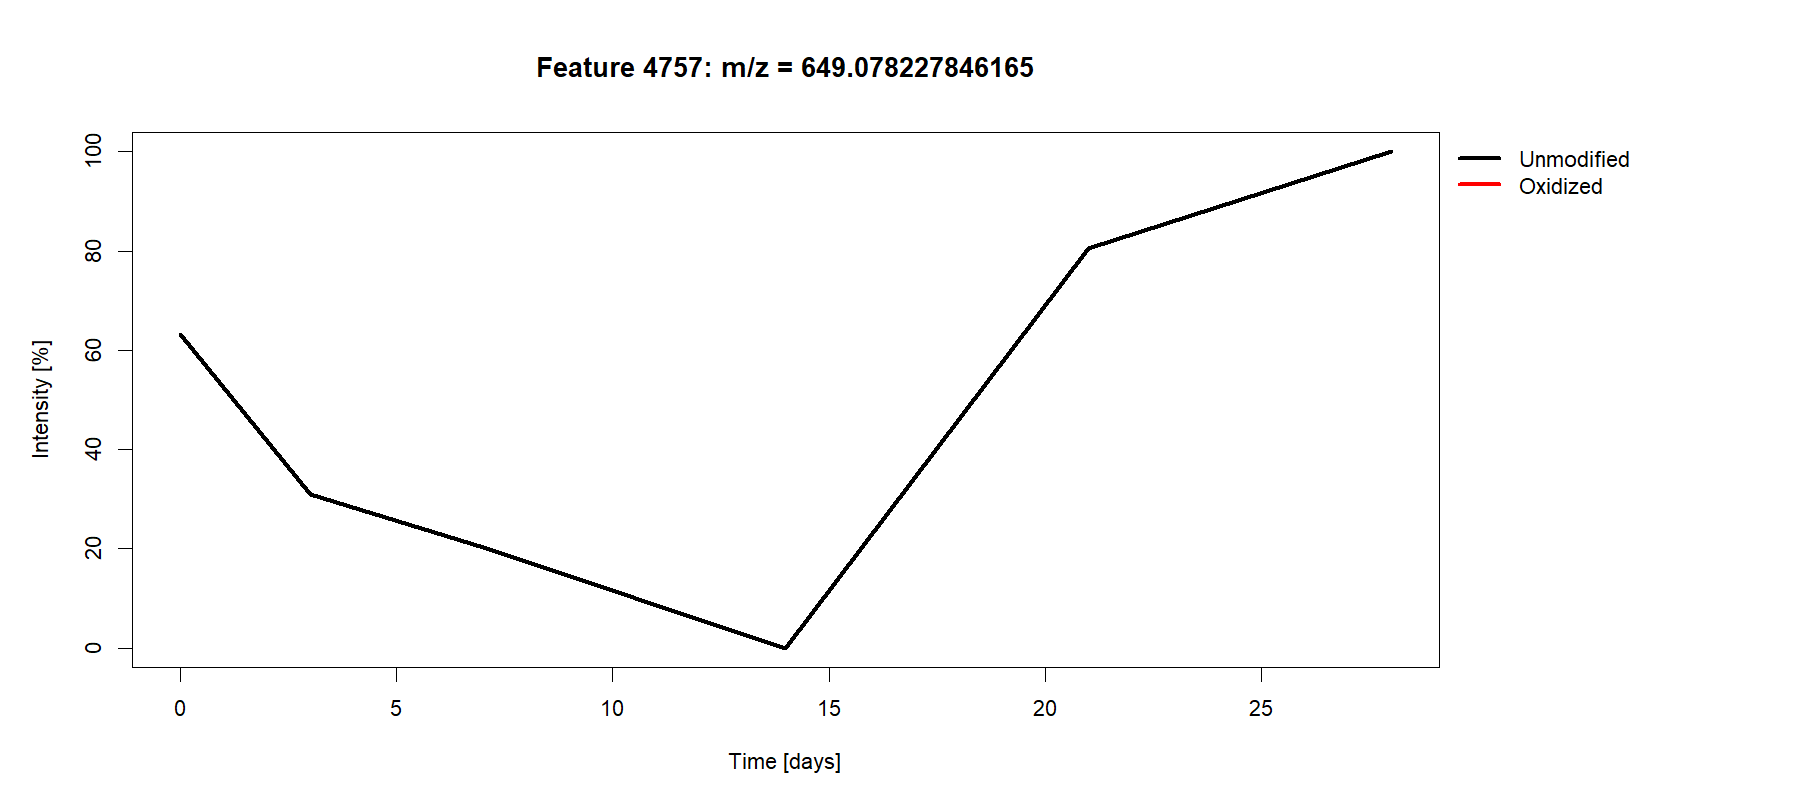 Feature 4757: m/z = 649.078227846165
Unmodified
Oxidized
Intensity [%]
100
80
60
40
20
0
0 5 10 15 20 25
Time [days]